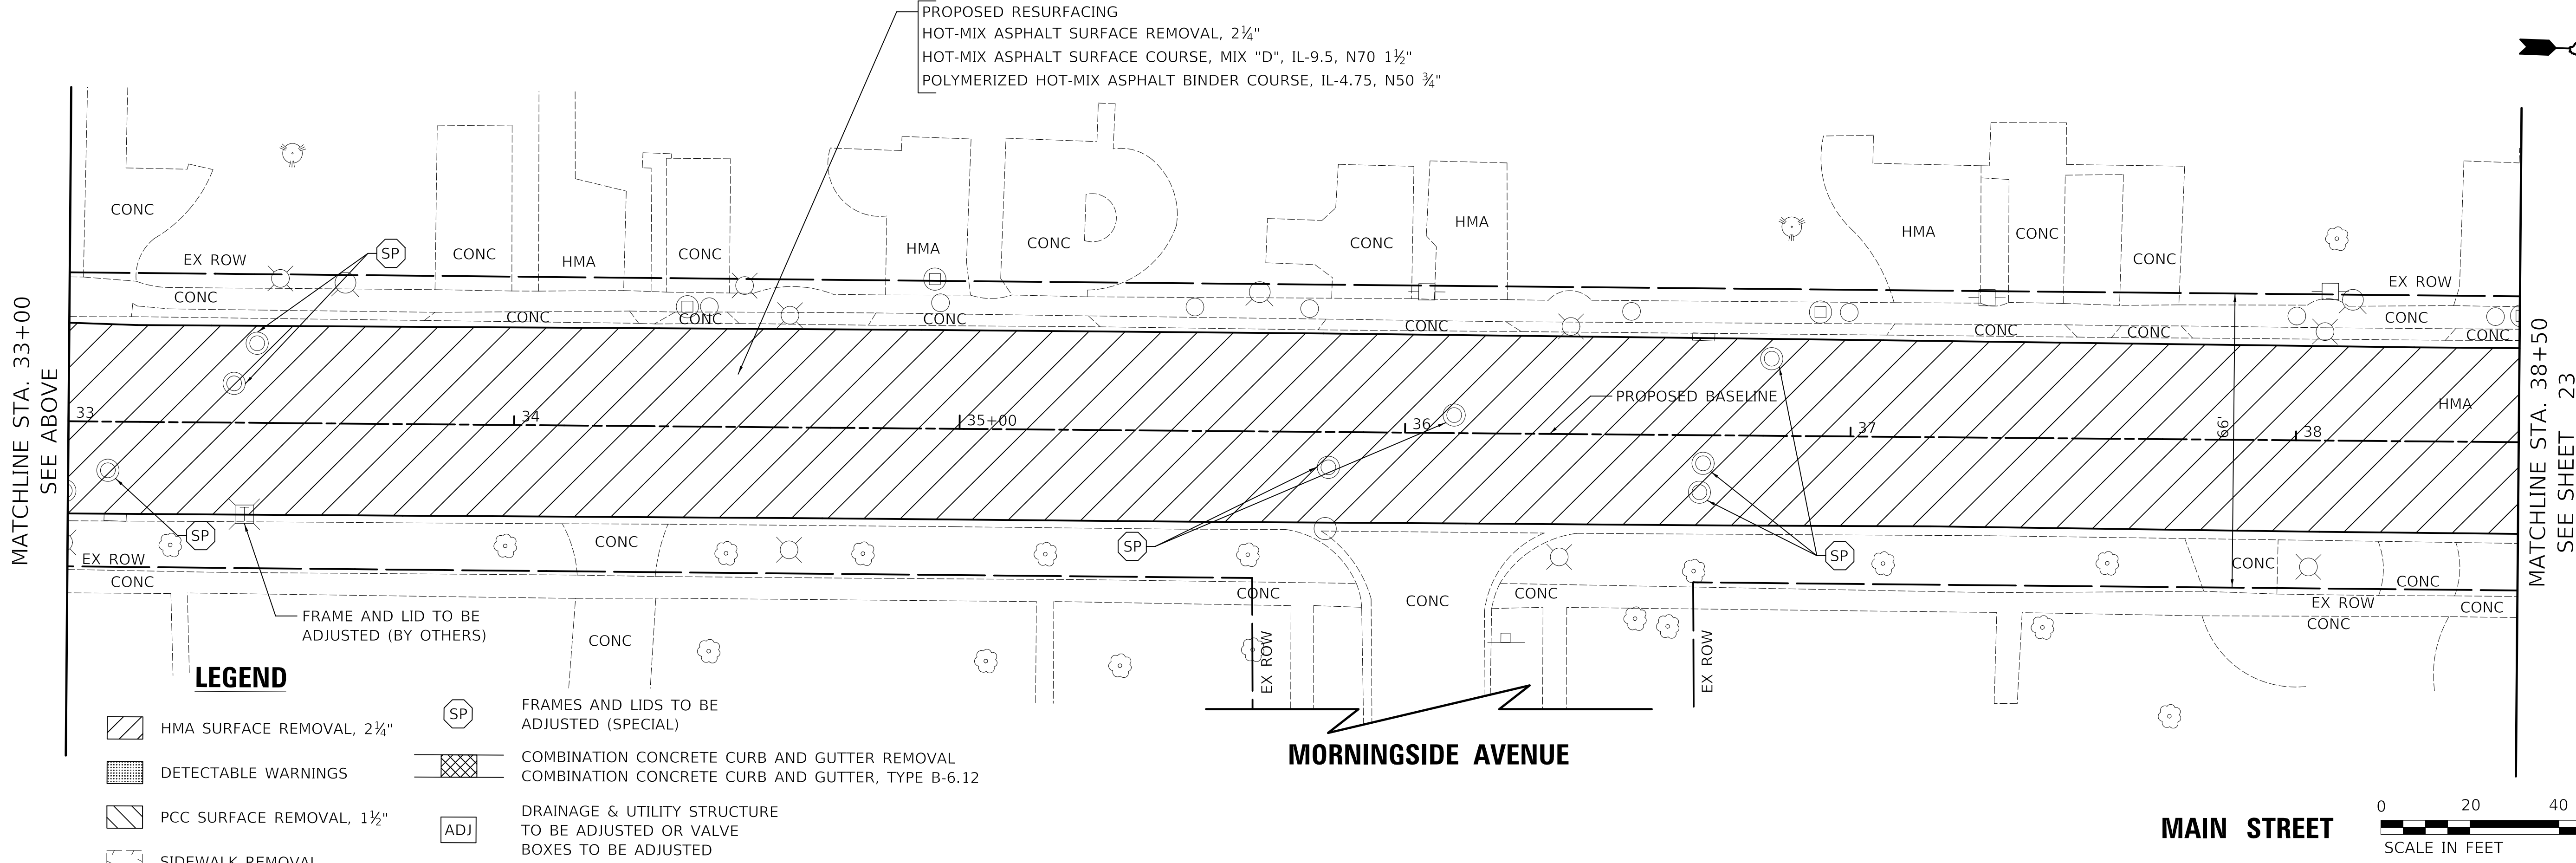 PROPOSED RESURFACING
HOT-MIX ASPHALT SURFACE REMOVAL, 2¼"
HOT-MIX ASPHALT SURFACE COURSE, MIX "D", IL-9.5, N70 1½"
POLYMERIZED HOT-MIX ASPHALT BINDER COURSE, IL-4.75, N50 ¾"
MATCHLINE STA. 33+00
SEE ABOVE
CONC
EX ROW
SP
CONC
HMA
CONC
HMA
CONC
CONC
HMA
HMA
CONC
CONC
EX ROW
CONC
CONC
CONC
CONC
CONC
CONC
CONC
CONC
CONC
33
34
35+00
36
37
38
PROPOSED BASELINE
HMA
66'
MATCHLINE STA. 38+50
SEE SHEET 23
SP
SP
SP
EX ROW
CONC
CONC
CONC
CONC
CONC
CONC
CONC
CONC
EX ROW
CONC
CONC
EX ROW
EX ROW
FRAME AND LID TO BE
ADJUSTED (BY OTHERS)
LEGEND
HMA SURFACE REMOVAL, 2¼"
DETECTABLE WARNINGS
PCC SURFACE REMOVAL, 1½"
SIDEWALK REMOVAL
SP
FRAMES AND LIDS TO BE
ADJUSTED (SPECIAL)
COMBINATION CONCRETE CURB AND GUTTER REMOVAL
COMBINATION CONCRETE CURB AND GUTTER, TYPE B-6.12
ADJ
DRAINAGE & UTILITY STRUCTURE
TO BE ADJUSTED OR VALVE
BOXES TO BE ADJUSTED
MORNINGSIDE AVENUE
MAIN STREET
0 20 40
SCALE IN FEET